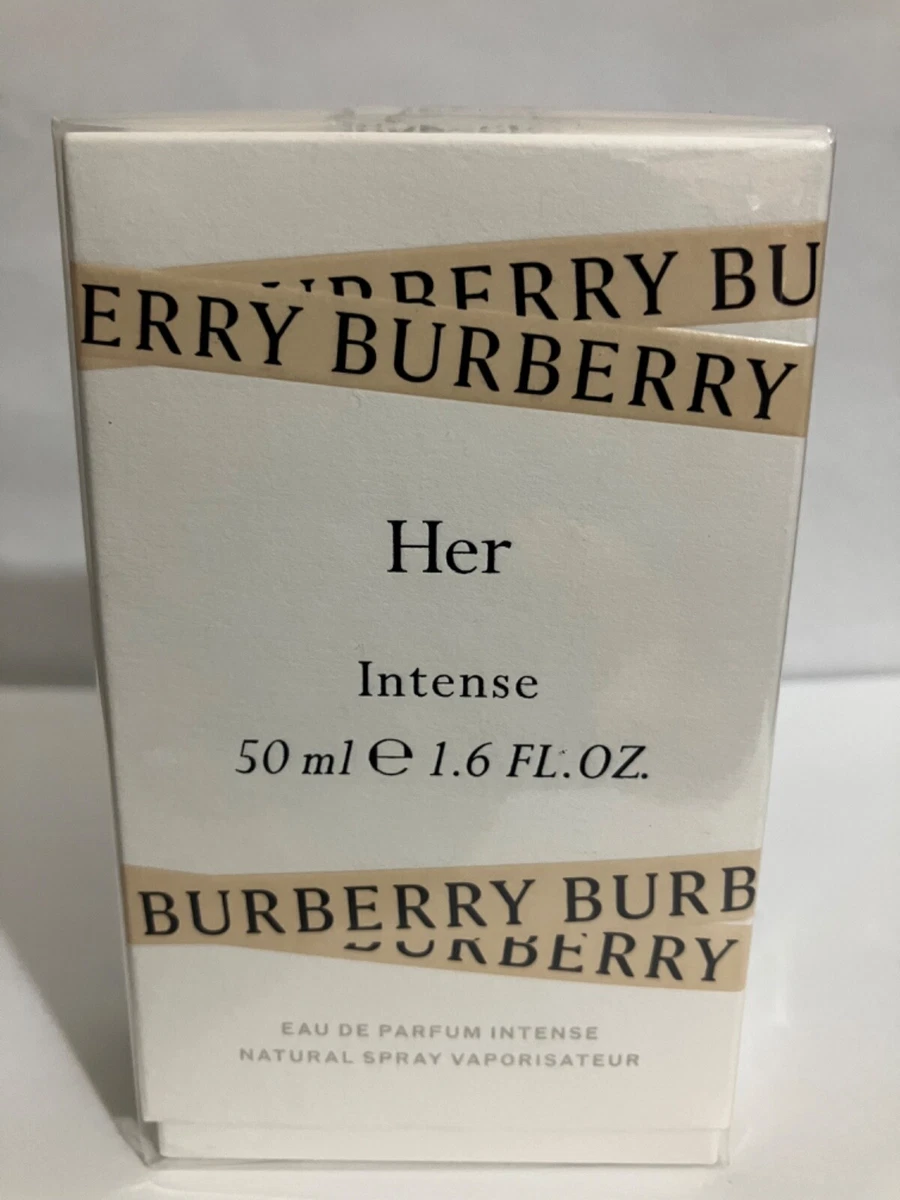 BURBERRY BU
ERRY BURBERRY
Her
Intense
50 ml ℮ 1.6 FL.OZ.
BURBERRY BURB
BURBERRY
EAU DE PARFUM INTENSE
NATURAL SPRAY VAPORISATEUR